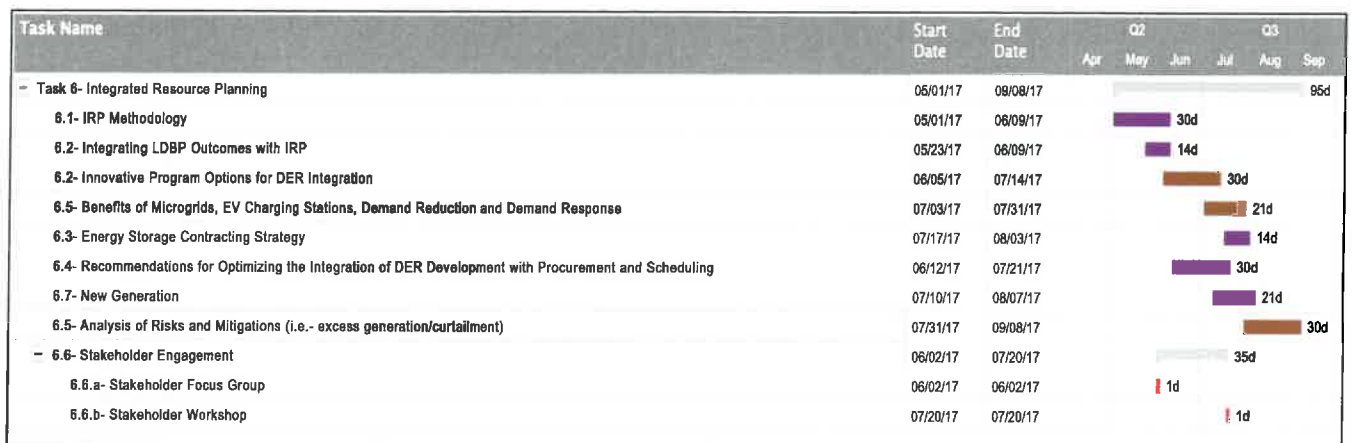 Task Name Start Date End Date Q2 Q3
Apr May Jun Jul Aug Sep
− Task 6- Integrated Resource Planning 05/01/17 09/08/17 95d
6.1- IRP Methodology 05/01/17 06/09/17 30d
6.2- Integrating LDBP Outcomes with IRP 05/23/17 06/09/17 14d
6.2- Innovative Program Options for DER Integration 06/05/17 07/14/17 30d
6.5- Benefits of Microgrids, EV Charging Stations, Demand Reduction and Demand Response 07/03/17 07/31/17 21d
6.3- Energy Storage Contracting Strategy 07/17/17 08/03/17 14d
6.4- Recommendations for Optimizing the Integration of DER Development with Procurement and Scheduling 06/12/17 07/21/17 30d
6.7- New Generation 07/10/17 08/07/17 21d
6.5- Analysis of Risks and Mitigations (i.e.- excess generation/curtailment) 07/31/17 09/08/17 30d
− 6.6- Stakeholder Engagement 06/02/17 07/20/17 35d
6.6.a- Stakeholder Focus Group 06/02/17 06/02/17 1d
6.6.b- Stakeholder Workshop 07/20/17 07/20/17 1d